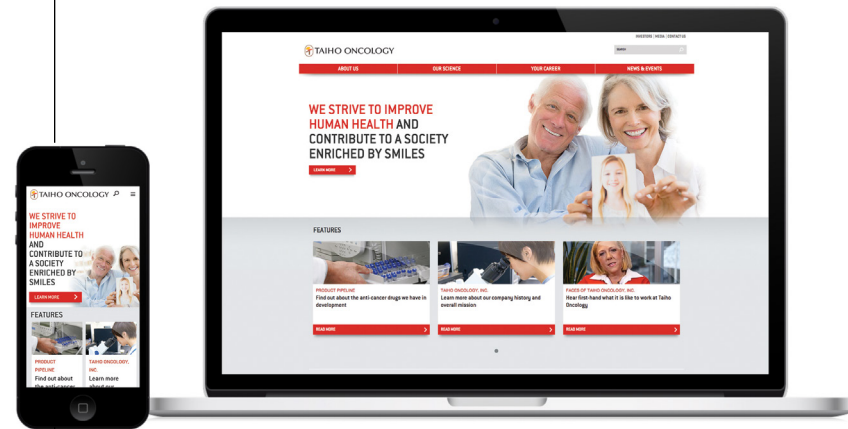 INVESTORS | MEDIA | CONTACT US
TAIHO ONCOLOGY
SEARCH
ABOUT US
OUR SCIENCE
YOUR CAREER
NEWS & EVENTS
WE STRIVE TO IMPROVE
HUMAN HEALTH AND
CONTRIBUTE TO A SOCIETY
ENRICHED BY SMILES
LEARN MORE
FEATURES
PRODUCT PIPELINE
Find out about the anti-cancer drugs we have in
development
READ MORE
TAIHO ONCOLOGY, INC.
Learn more about our company history and
overall mission
READ MORE
FACES OF TAIHO ONCOLOGY, INC.
Hear first-hand what it is like to work at Taiho
Oncology
READ MORE
TAIHO ONCOLOGY
WE STRIVE TO
IMPROVE
HUMAN HEALTH
AND
CONTRIBUTE TO
A SOCIETY
ENRICHED BY
SMILES
LEARN MORE
FEATURES
PRODUCT
PIPELINE
Find out about
the anti-cancer
TAIHO ONCOLOGY,
INC.
Learn more
about our